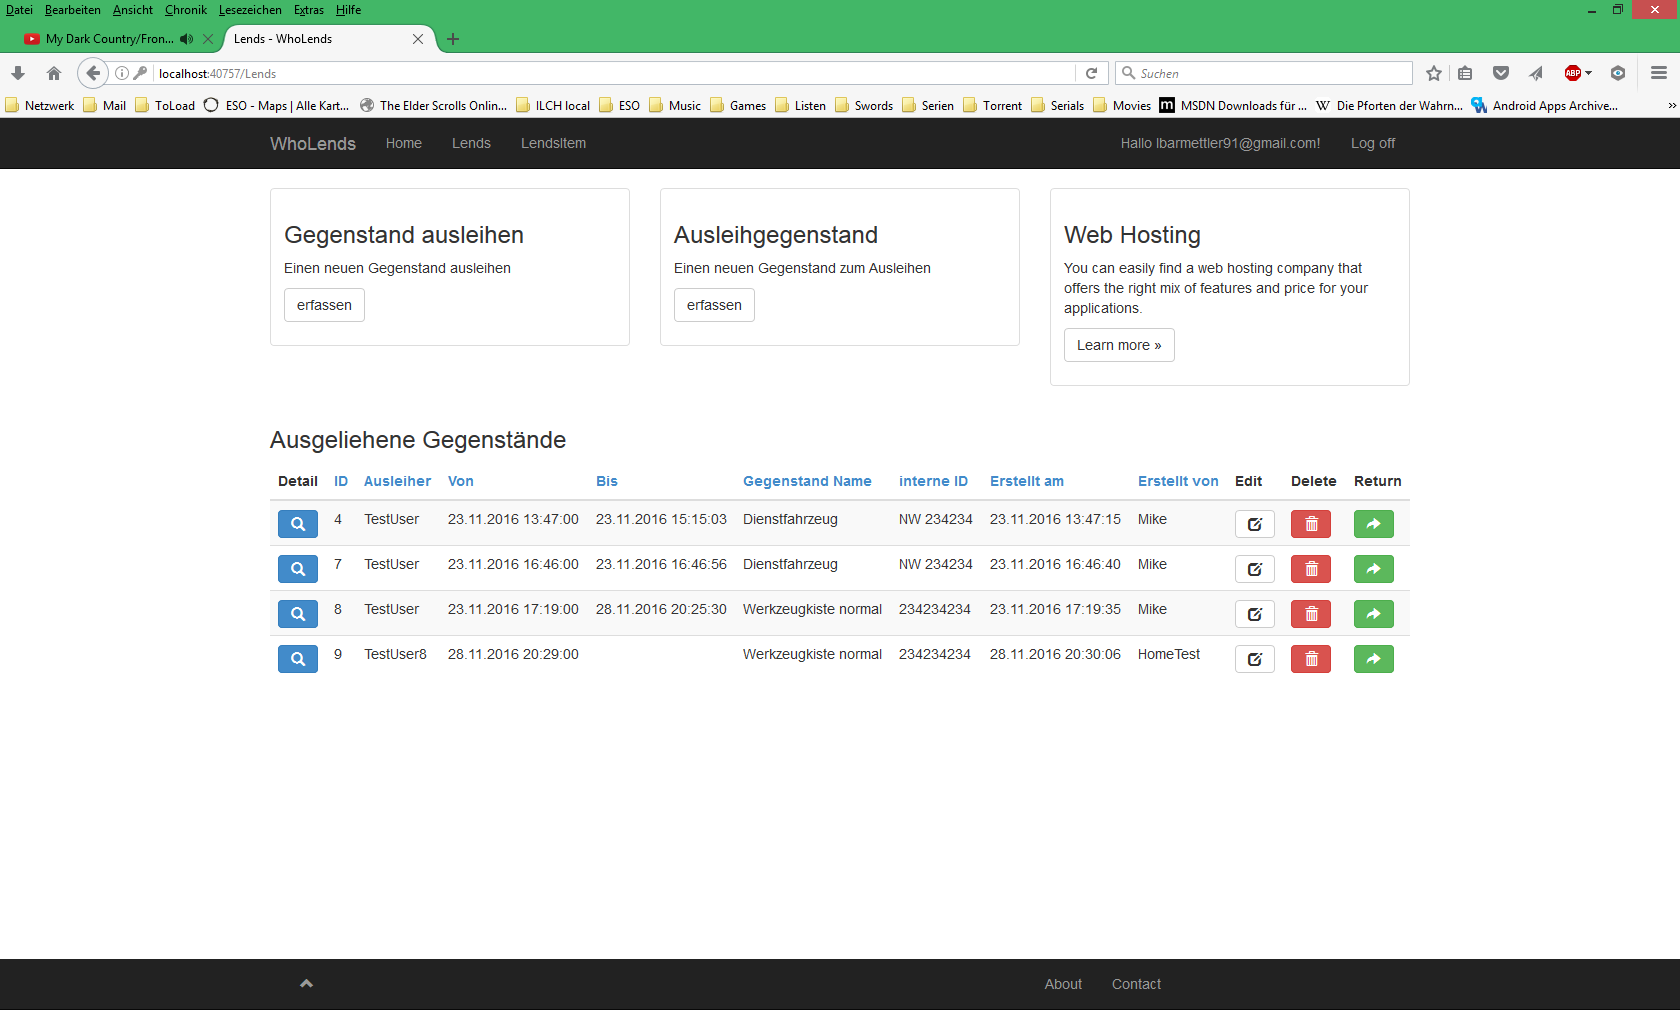 Datei Bearbeiten Ansicht Chronik Lesezeichen Extras Hilfe
My Dark Country/Fron... Lends - WhoLends
localhost:40757/Lends Suchen ABP
Netzwerk Mail ToLoad ESO - Maps | Alle Kart... The Elder Scrolls Onlin... ILCH local ESO Music Games Listen Swords Serien Torrent Serials Movies m MSDN Downloads für ... W Die Pforten der Wahrn... Android Apps Archive... »
WhoLends Home Lends LendsItem Hallo lbarmettler91@gmail.com! Log off
Gegenstand ausleihen
Einen neuen Gegenstand ausleihen
erfassen
Ausleihgegenstand
Einen neuen Gegenstand zum Ausleihen
erfassen
Web Hosting
You can easily find a web hosting company that
offers the right mix of features and price for your
applications.
Learn more »
Ausgeliehene Gegenstände
Detail ID Ausleiher Von Bis Gegenstand Name interne ID Erstellt am Erstellt von Edit Delete Return
4 TestUser 23.11.2016 13:47:00 23.11.2016 15:15:03 Dienstfahrzeug NW 234234 23.11.2016 13:47:15 Mike
7 TestUser 23.11.2016 16:46:00 23.11.2016 16:46:56 Dienstfahrzeug NW 234234 23.11.2016 16:46:40 Mike
8 TestUser 23.11.2016 17:19:00 28.11.2016 20:25:30 Werkzeugkiste normal 234234234 23.11.2016 17:19:35 Mike
9 TestUser8 28.11.2016 20:29:00 Werkzeugkiste normal 234234234 28.11.2016 20:30:06 HomeTest
About Contact